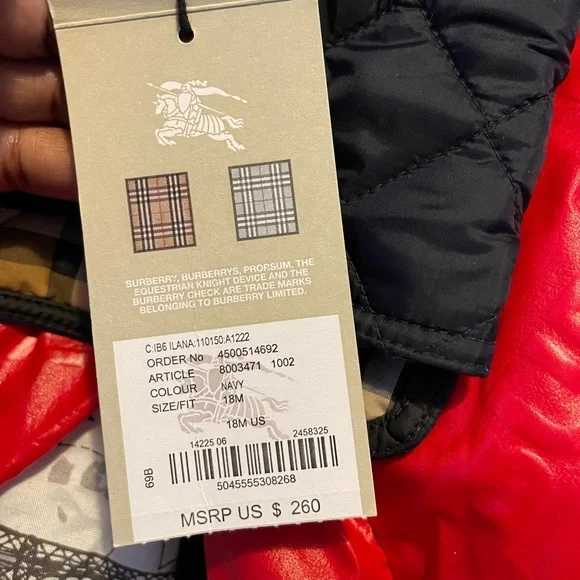 BURBERRY, BURBERRYS, PRORSUM, THE
EQUESTRIAN KNIGHT DEVICE AND THE
BURBERRY CHECK ARE TRADE MARKS
BELONGING TO BURBERRY LIMITED.
C:IB6 ILANA:110150:A1222
ORDER No 4500514692
ARTICLE 8003471 1002
COLOUR NAVY
SIZE/FIT 18M
18M US
14225 06 2458325
69B
5045555308268
MSRP US $ 260